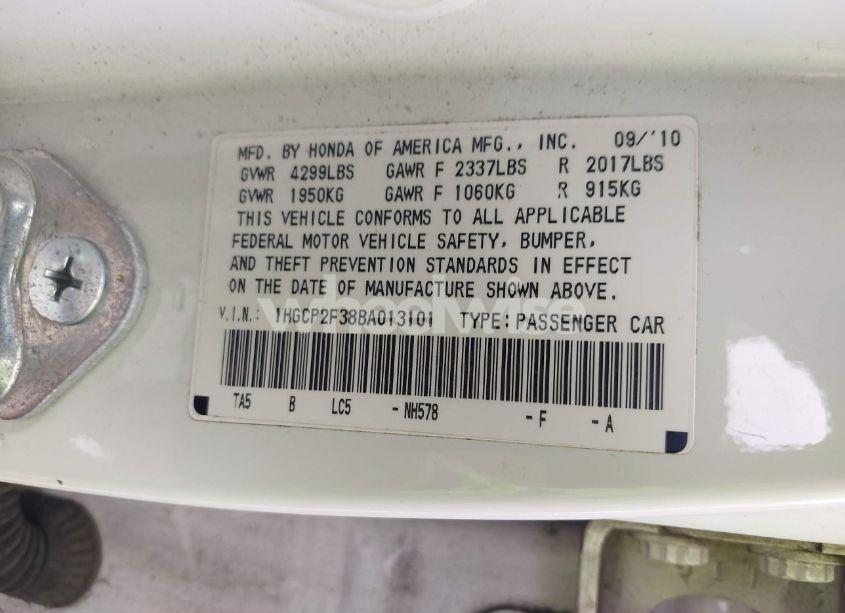 MFD. BY HONDA OF AMERICA MFG., INC. 09/'10
GVWR 4299LBS GAWR F 2337LBS R 2017LBS
GVWR 1950KG GAWR F 1060KG R 915KG
THIS VEHICLE CONFORMS TO ALL APPLICABLE
FEDERAL MOTOR VEHICLE SAFETY, BUMPER,
AND THEFT PREVENTION STANDARDS IN EFFECT
ON THE DATE OF MANUFACTURE SHOWN ABOVE.
wheelwise
V.I.N.: 1HGCP2F38BA013101 TYPE:PASSENGER CAR
TA5 B LC5 -NH578 -F -A